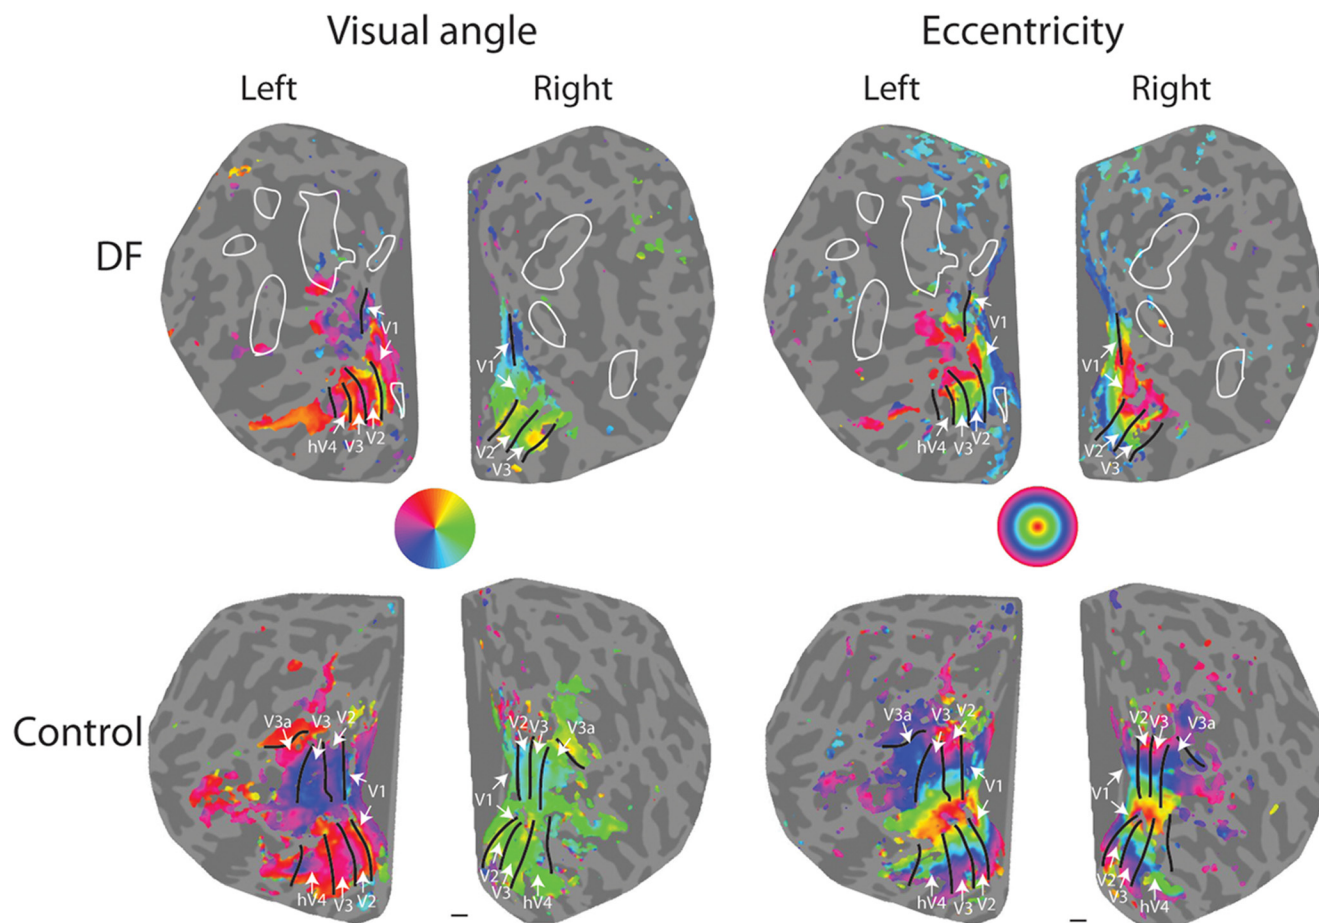 Visual angle
Eccentricity
Left
Right
Left
Right
DF
V1
hV4
V3
V2
V1
V2
V3
V1
hV4
V3
V2
V1
V2
V3
Control
V3a
V3
V2
V1
hV4
V3
V2
V2
V3
V3a
V1
V2
V3
hV4
V3a
V3
V2
V1
hV4
V3
V2
V2
V3
V3a
V1
V2
V3
hV4